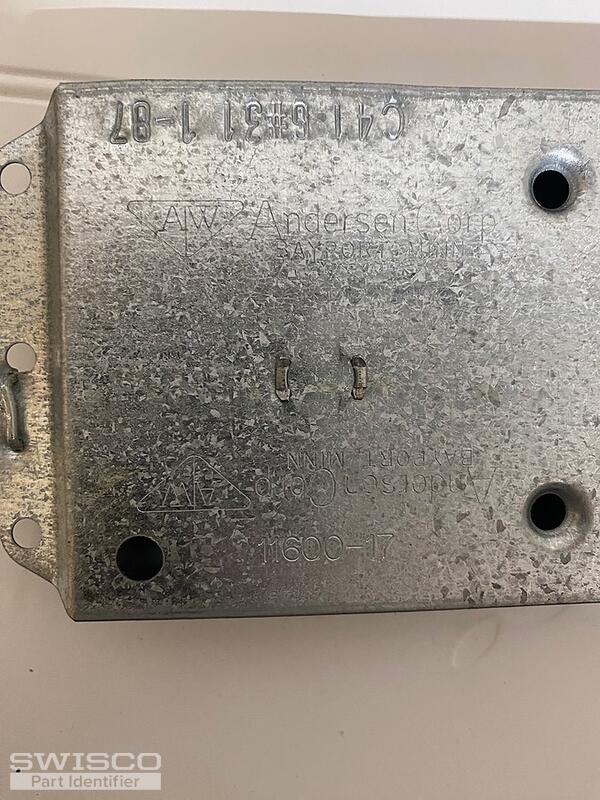 C41 6#31 1-87
AW Andersen Corp
BAYPORT, MINN
Andersen Corp
BAYPORT, MINN
AW
11600-17
SWISCO
Part Identifier